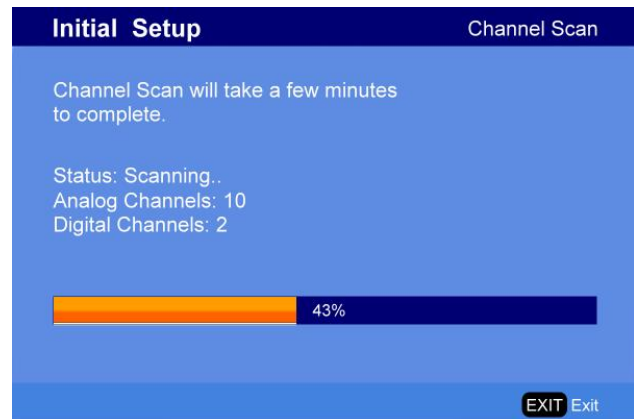 Initial Setup
Channel Scan
Channel Scan will take a few minutes
to complete.
Status: Scanning..
Analog Channels: 10
Digital Channels: 2
43%
EXIT Exit